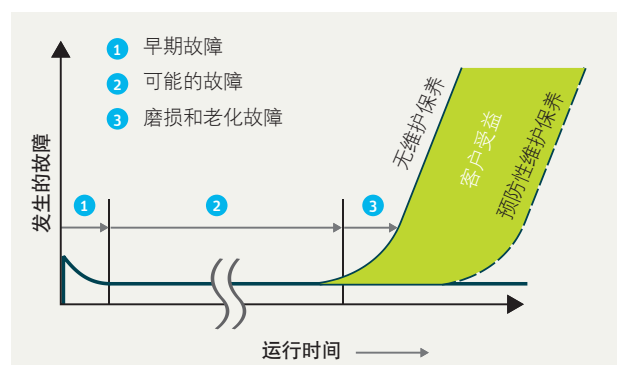 1 早期故障
2 可能的故障
3 磨损和老化故障
无维护保养
客户受益
预防性维护保养
发生的故障
1
2
3
运行时间